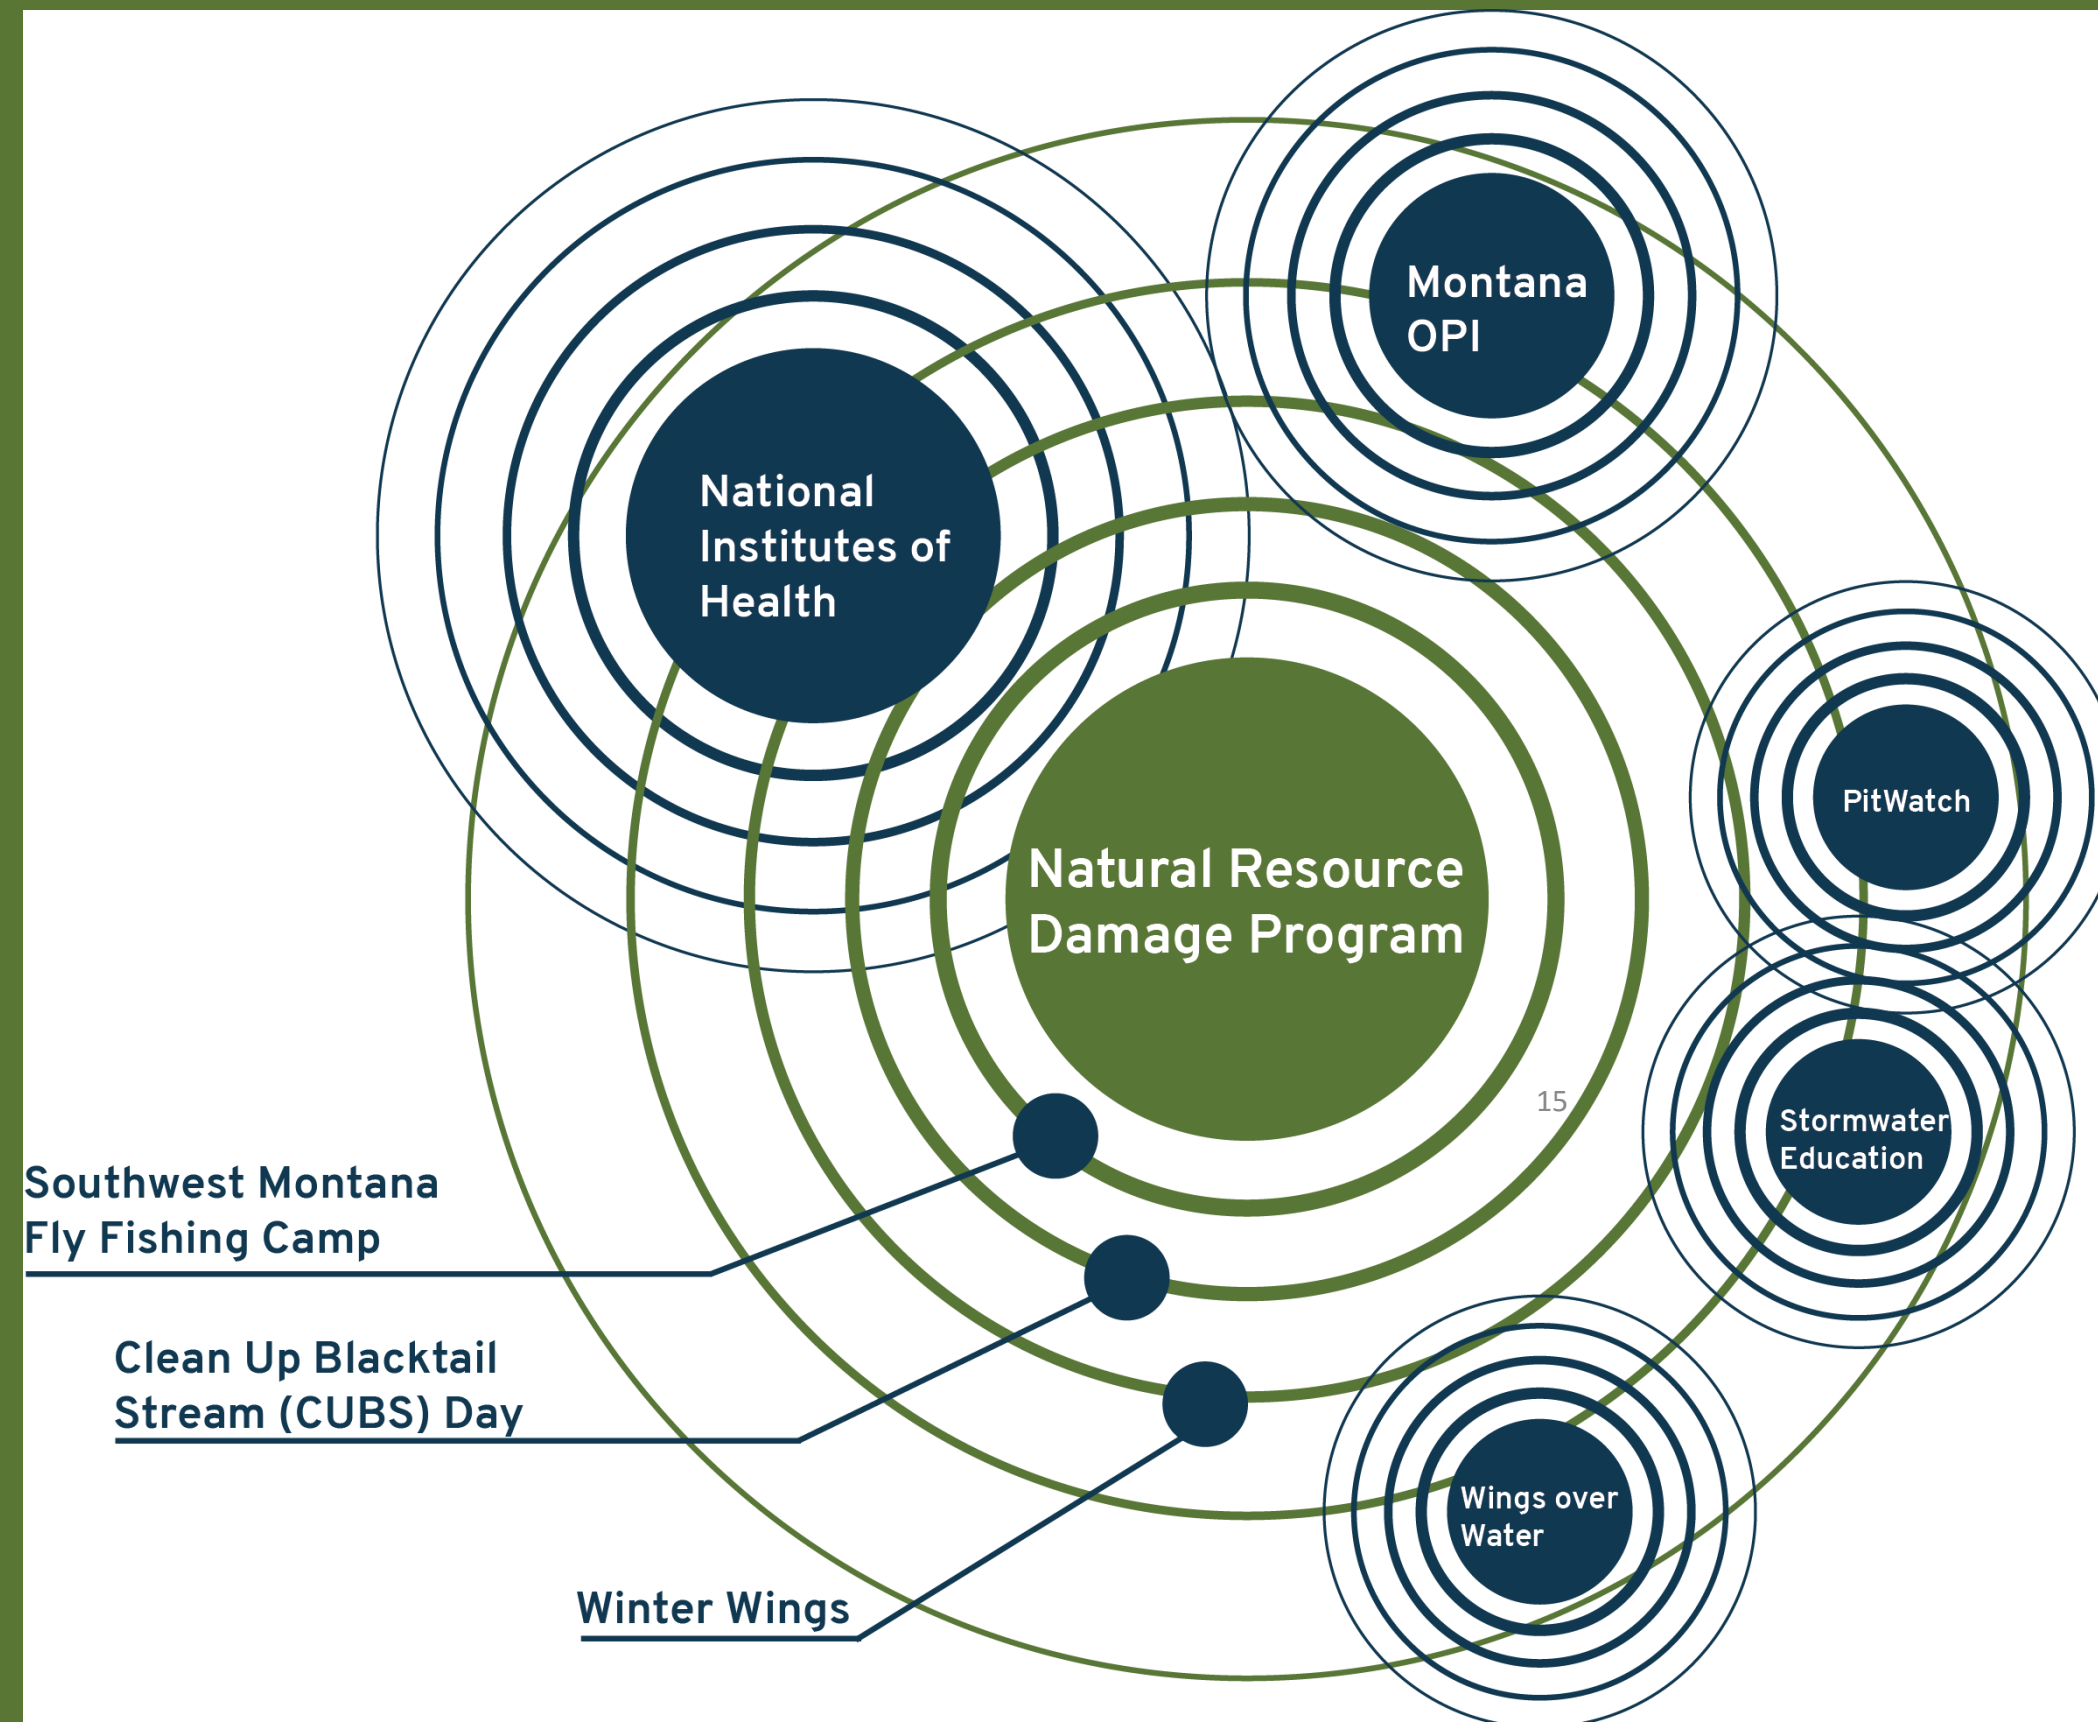 Montana
OPI
National
Institutes of
Health
PitWatch
Natural Resource
Damage Program
15
Stormwater
Education
Southwest Montana
Fly Fishing Camp
Clean Up Blacktail
Stream (CUBS) Day
Wings over
Water
Winter Wings